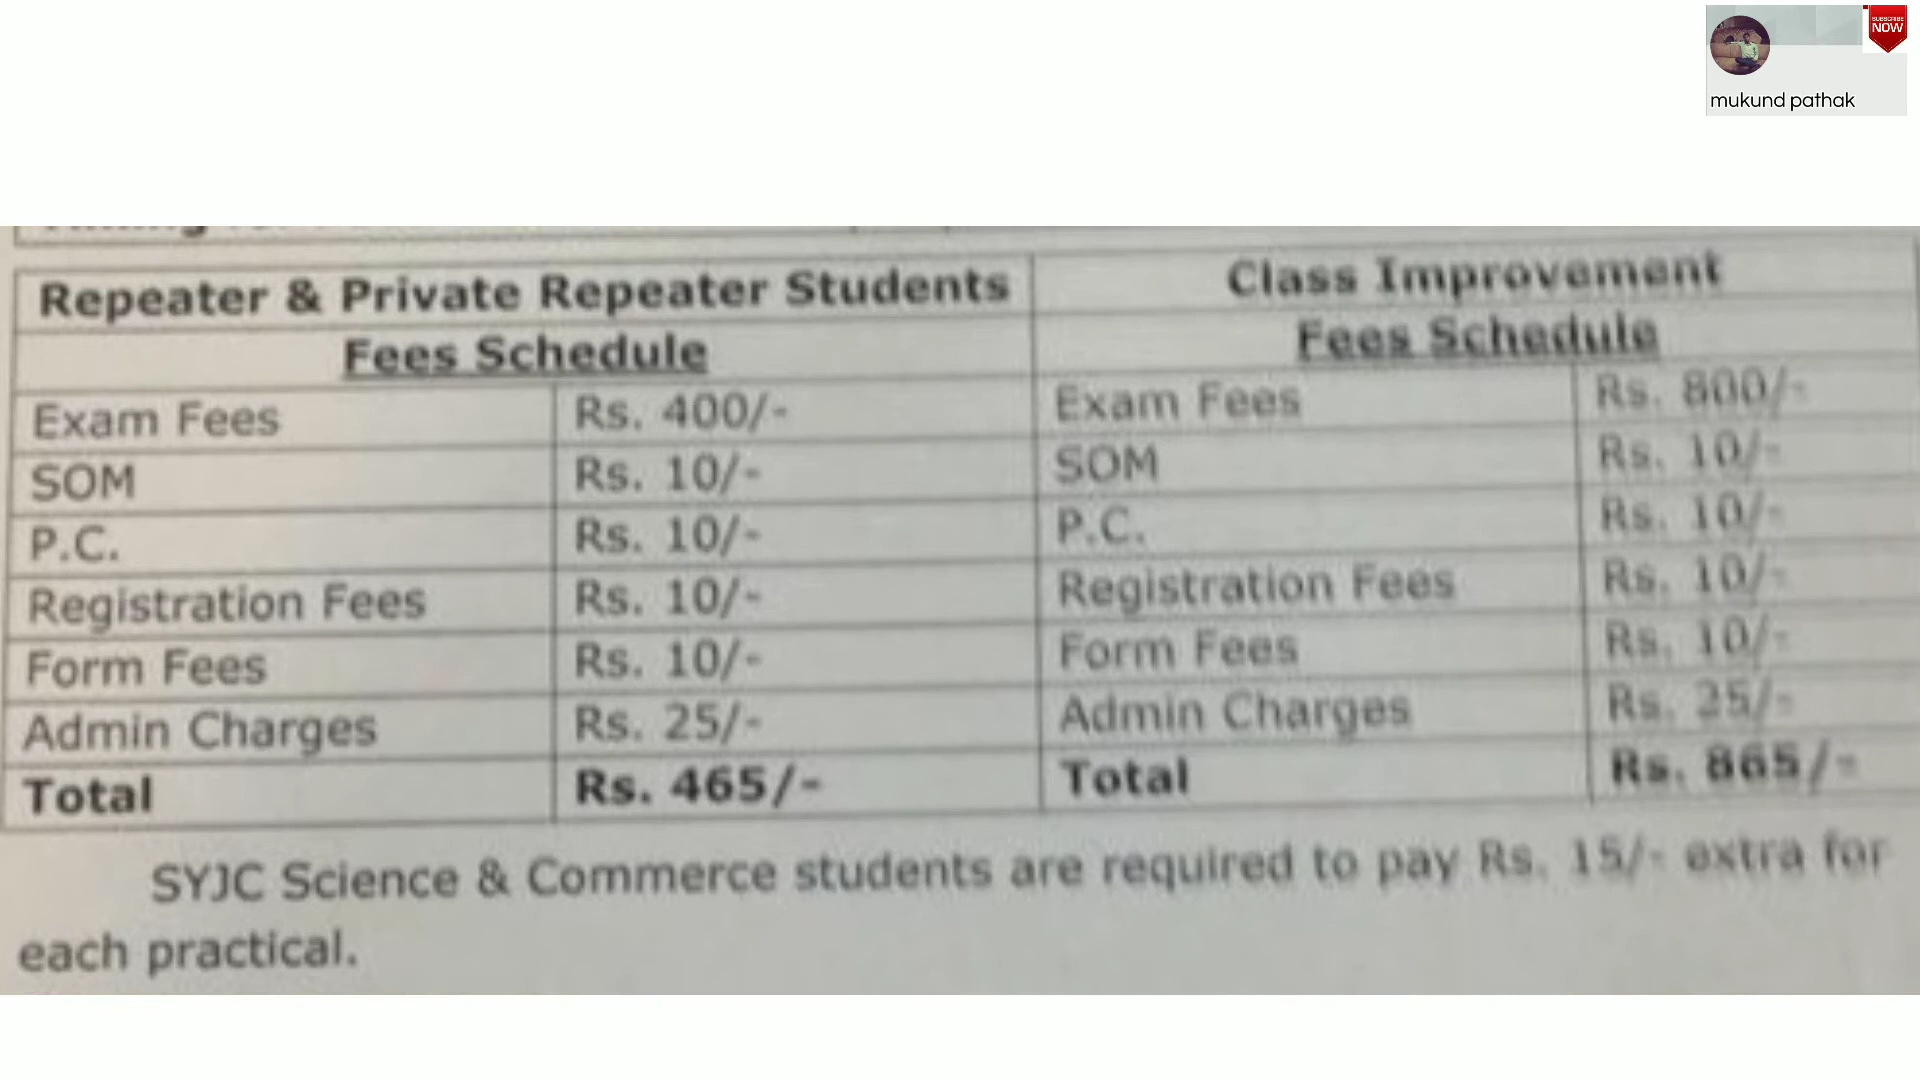 SUBSCRIBE
NOW
mukund pathak
Repeater & Private Repeater Students
Fees Schedule
Exam Fees Rs. 400/-
SOM Rs. 10/-
P.C. Rs. 10/-
Registration Fees Rs. 10/-
Form Fees Rs. 10/-
Admin Charges Rs. 25/-
Total Rs. 465/-
Class Improvement
Fees Schedule
Exam Fees Rs. 800/-
SOM Rs. 10/-
P.C. Rs. 10/-
Registration Fees Rs. 10/-
Form Fees Rs. 10/-
Admin Charges Rs. 25/-
Total Rs. 865/-
SYJC Science & Commerce students are required to pay Rs. 15/- extra for
each practical.